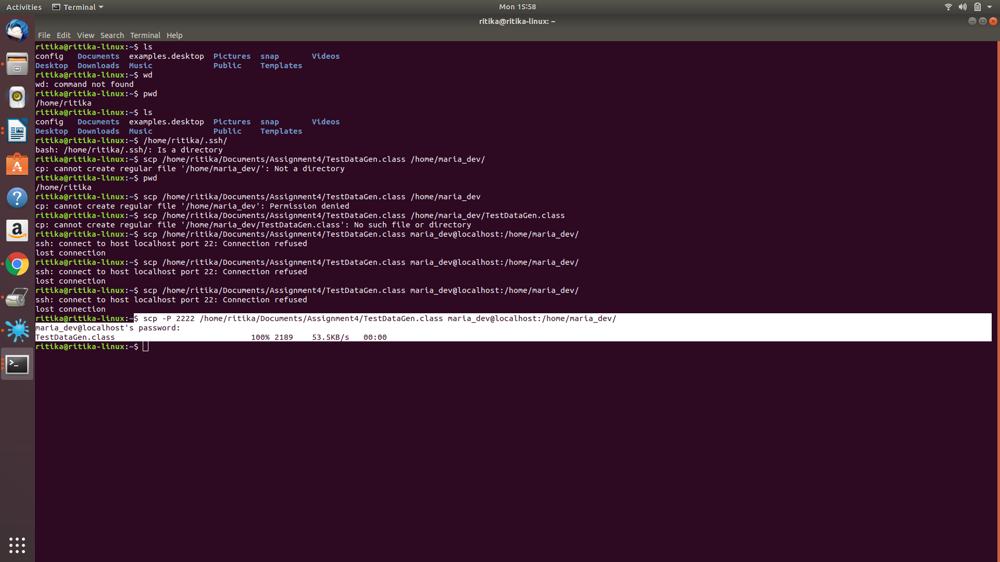 Activities Terminal Mon 15:58
ritika@ritika-linux: ~
File Edit View Search Terminal Help
ritika@ritika-linux:~$ ls
config Documents examples.desktop Pictures snap Videos
Desktop Downloads Music Public Templates
ritika@ritika-linux:~$ wd
wd: command not found
ritika@ritika-linux:~$ pwd
/home/ritika
ritika@ritika-linux:~$ ls
config Documents examples.desktop Pictures snap Videos
Desktop Downloads Music Public Templates
ritika@ritika-linux:~$ /home/ritika/.ssh/
bash: /home/ritika/.ssh/: Is a directory
ritika@ritika-linux:~$ scp /home/ritika/Documents/Assignment4/TestDataGen.class /home/maria_dev/
cp: cannot create regular file '/home/maria_dev/': Not a directory
ritika@ritika-linux:~$ pwd
/home/ritika
ritika@ritika-linux:~$ scp /home/ritika/Documents/Assignment4/TestDataGen.class /home/maria_dev
cp: cannot create regular file '/home/maria_dev': Permission denied
ritika@ritika-linux:~$ scp /home/ritika/Documents/Assignment4/TestDataGen.class /home/maria_dev/TestDataGen.class
cp: cannot create regular file '/home/maria_dev/TestDataGen.class': No such file or directory
ritika@ritika-linux:~$ scp /home/ritika/Documents/Assignment4/TestDataGen.class maria_dev@localhost:/home/maria_dev/
ssh: connect to host localhost port 22: Connection refused
lost connection
ritika@ritika-linux:~$ scp /home/ritika/Documents/Assignment4/TestDataGen.class maria_dev@localhost:/home/maria_dev/
ssh: connect to host localhost port 22: Connection refused
lost connection
ritika@ritika-linux:~$ scp /home/ritika/Documents/Assignment4/TestDataGen.class maria_dev@localhost:/home/maria_dev/
ssh: connect to host localhost port 22: Connection refused
lost connection
ritika@ritika-linux:~$ scp -P 2222 /home/ritika/Documents/Assignment4/TestDataGen.class maria_dev@localhost:/home/maria_dev/
maria_dev@localhost's password:
TestDataGen.class 100% 2189 53.5KB/s 00:00
ritika@ritika-linux:~$